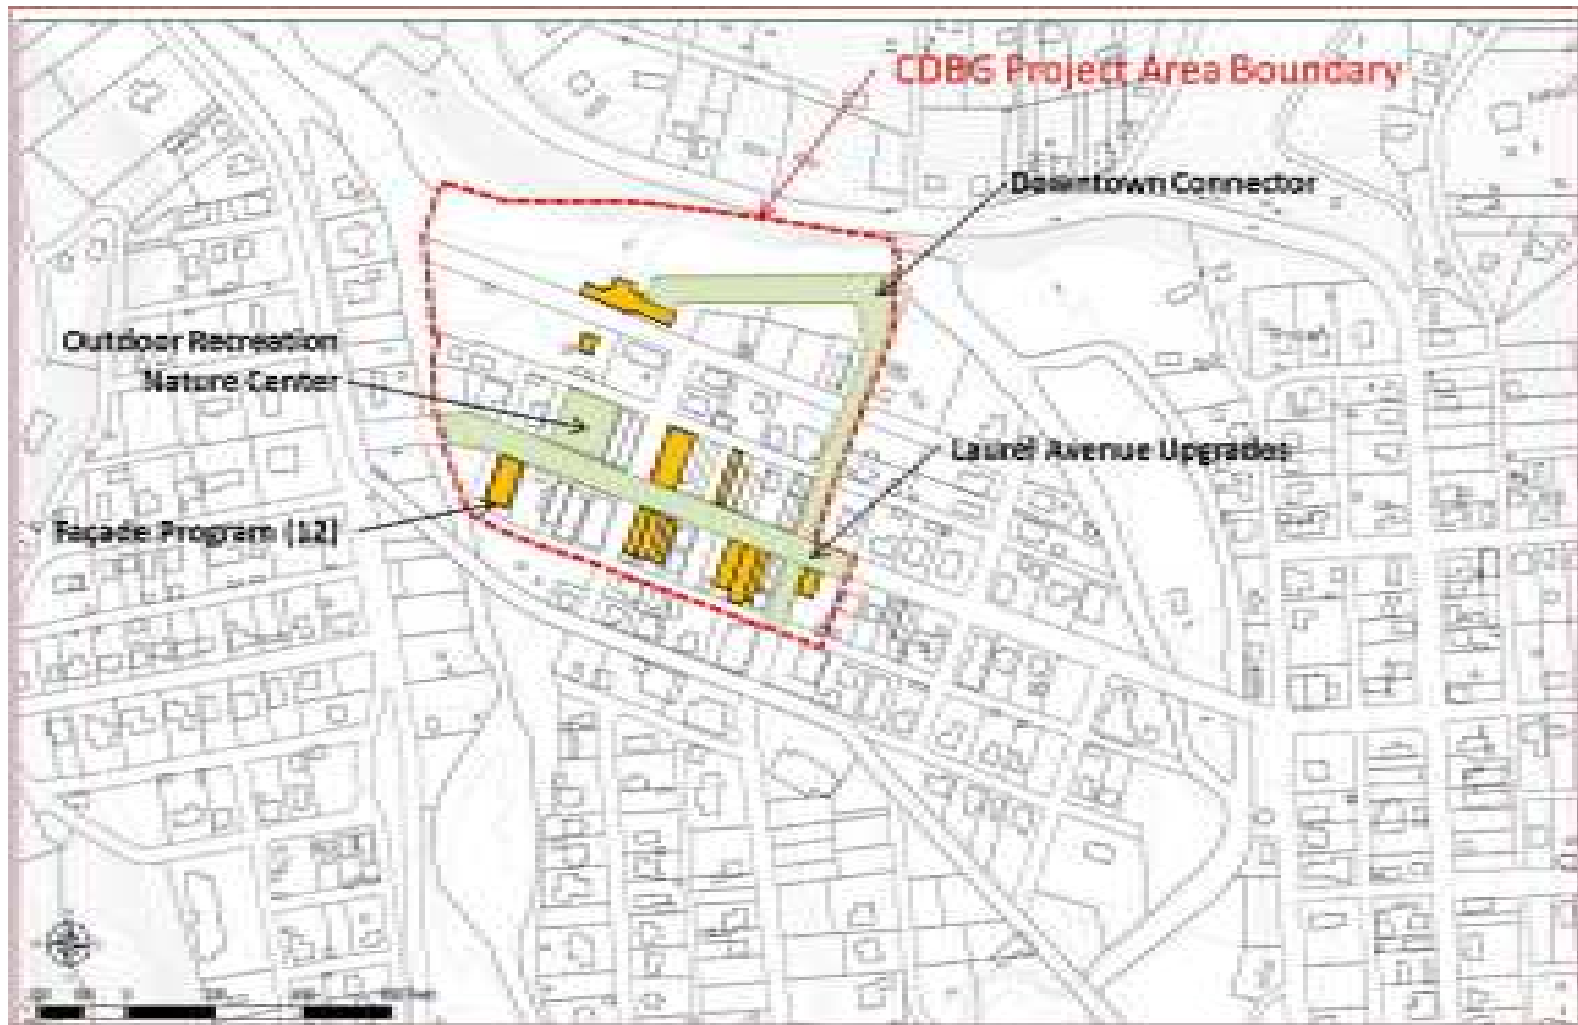 CDBG Project Area Boundary
Downtown Connector
Outdoor Recreation
Nature Center
Laurel Avenue Upgrades
Façade Program (12)